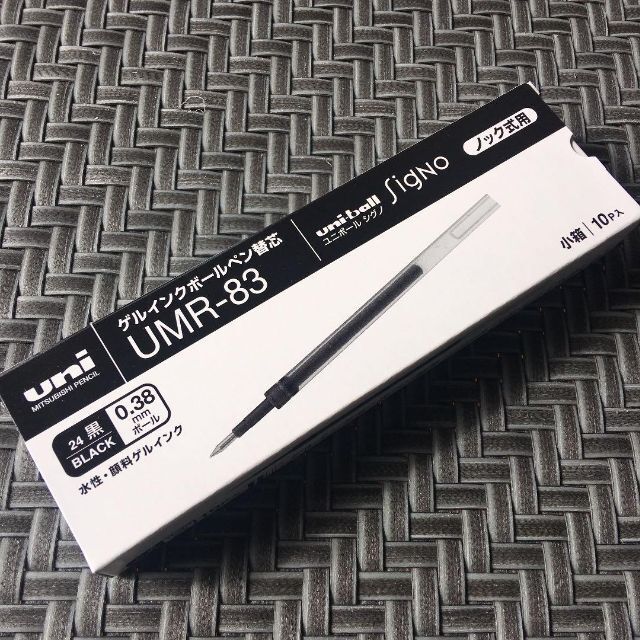 uni
MITSUBISHI PENCIL
ゲルインクボールペン替芯
UMR-83
uni-ball Signo
ユニボール シグノ
ノック式用
24 黒
BLACK
0.38
mm
ボール
水性・顔料ゲルインク
小箱 10P入